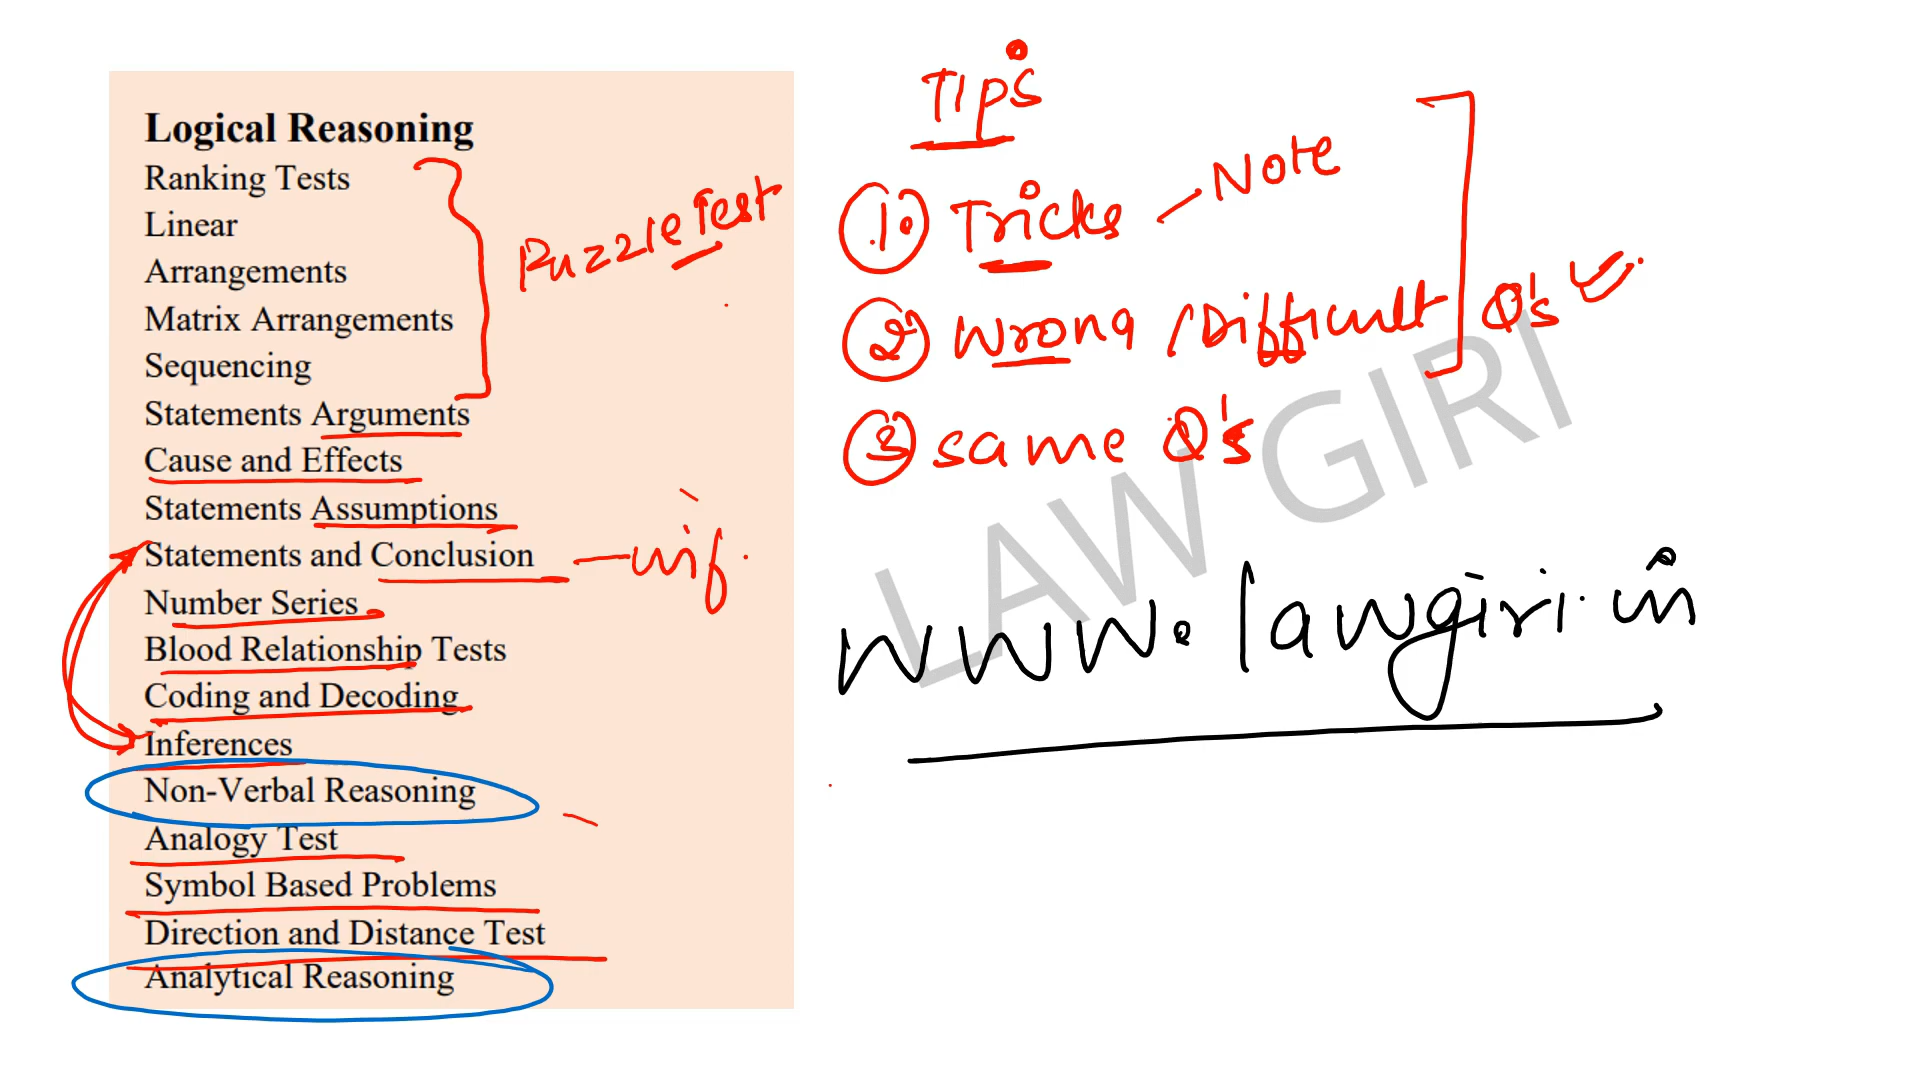 Logical Reasoning
Ranking Tests
Linear
Arrangements
Matrix Arrangements
Sequencing
Statements Arguments
Cause and Effects
Statements Assumptions
Statements and Conclusion
Number Series
Blood Relationship Tests
Coding and Decoding
Inferences
Non-Verbal Reasoning
Analogy Test
Symbol Based Problems
Direction and Distance Test
Analytical Reasoning
Puzzle Test
Tips
1. Tricks - Note
2 Wrong / Difficult Q's
3 Same Q's
LAW GIRI
www.lawgiri.in